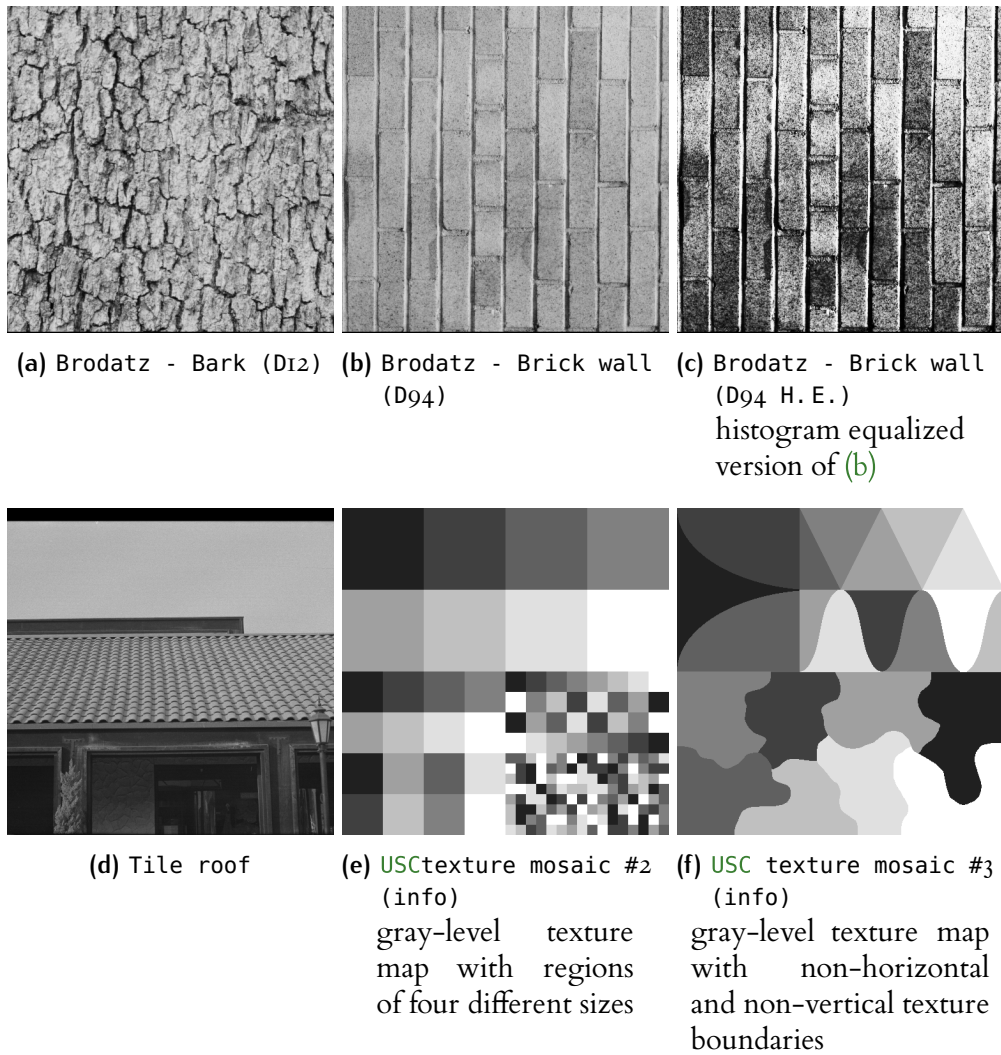 (a) Brodatz - Bark (D12)
(b) Brodatz - Brick wall
(D94)
(c) Brodatz - Brick wall
(D94 H.E.)
histogram equalized
version of (b)
(d) Tile roof
(e) USCtexture mosaic #2
(info)
gray-level texture
map with regions
of four different sizes
(f) USC texture mosaic #3
(info)
gray-level texture map
with non-horizontal
and non-vertical texture
boundaries